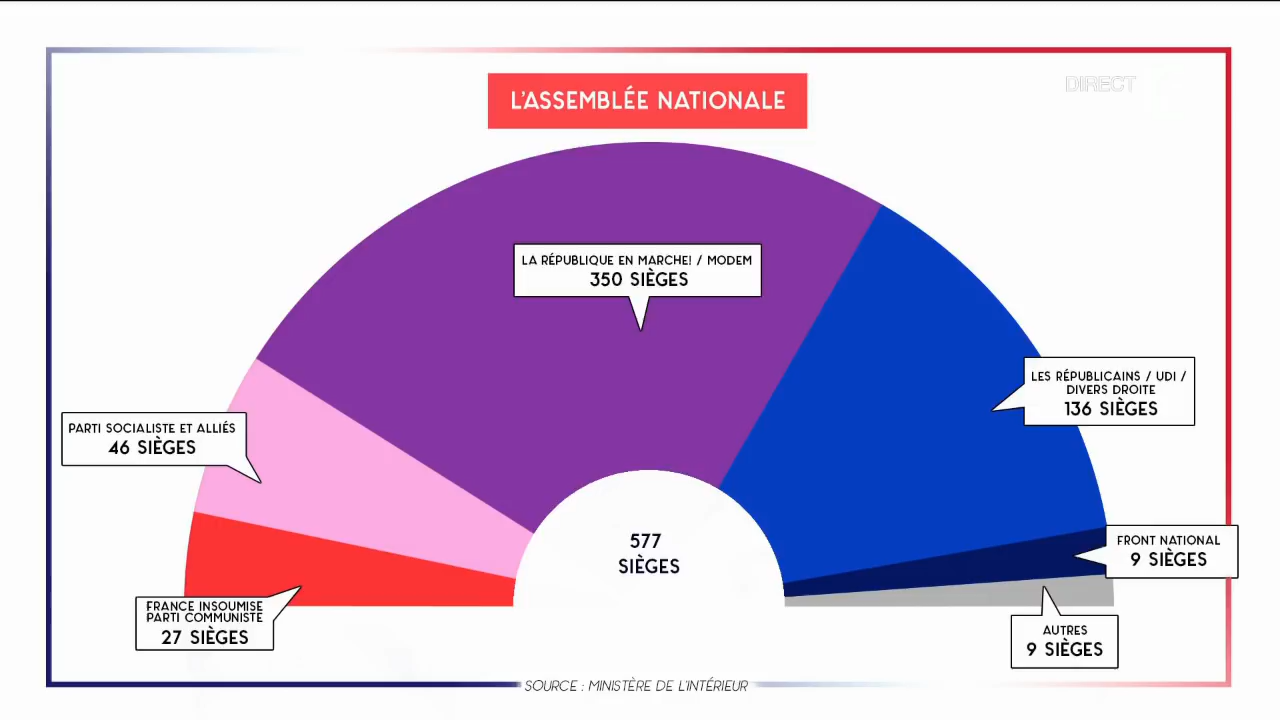 L'ASSEMBLÉE NATIONALE
DIRECT
LA RÉPUBLIQUE EN MARCHE! / MODEM
350 SIÈGES
LES RÉPUBLICAINS / UDI /
DIVERS DROITE
136 SIÈGES
PARTI SOCIALISTE ET ALLIÉS
46 SIÈGES
577
SIÈGES
FRONT NATIONAL
9 SIÈGES
FRANCE INSOUMISE
PARTI COMMUNISTE
27 SIÈGES
AUTRES
9 SIÈGES
SOURCE : MINISTÈRE DE L'INTÉRIEUR